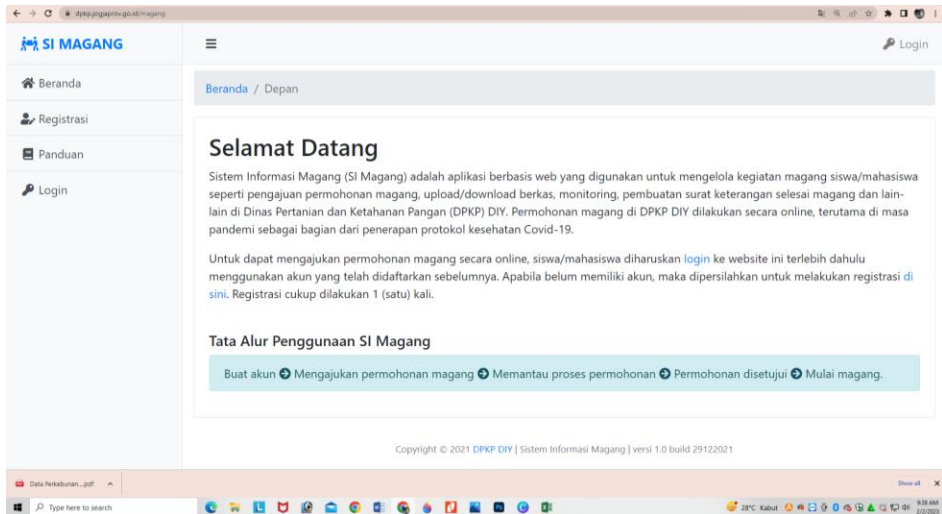 dpkp.jogjaprov.go.id/magang
SI MAGANG
Login
Beranda
Registrasi
Panduan
Login
Beranda / Depan
Selamat Datang
Sistem Informasi Magang (SI Magang) adalah aplikasi berbasis web yang digunakan untuk mengelola kegiatan magang siswa/mahasiswa
seperti pengajuan permohonan magang, upload/download berkas, monitoring, pembuatan surat keterangan selesai magang dan lain-
lain di Dinas Pertanian dan Ketahanan Pangan (DPKP) DIY. Permohonan magang di DPKP DIY dilakukan secara online, terutama di masa
pandemi sebagai bagian dari penerapan protokol kesehatan Covid-19.
Untuk dapat mengajukan permohonan magang secara online, siswa/mahasiswa diharuskan login ke website ini terlebih dahulu
menggunakan akun yang telah didaftarkan sebelumnya. Apabila belum memiliki akun, maka dipersilahkan untuk melakukan registrasi di
sini. Registrasi cukup dilakukan 1 (satu) kali.
Tata Alur Penggunaan SI Magang
Buat akun Mengajukan permohonan magang Memantau proses permohonan Permohonan disetujui Mulai magang.
Copyright © 2021 DPKP DIY | Sistem Informasi Magang | versi 1.0 build 29122021
Data Perkebunan....pdf
Show all
Type here to search
28°C Kabut
9:38 AM
2/2/2023